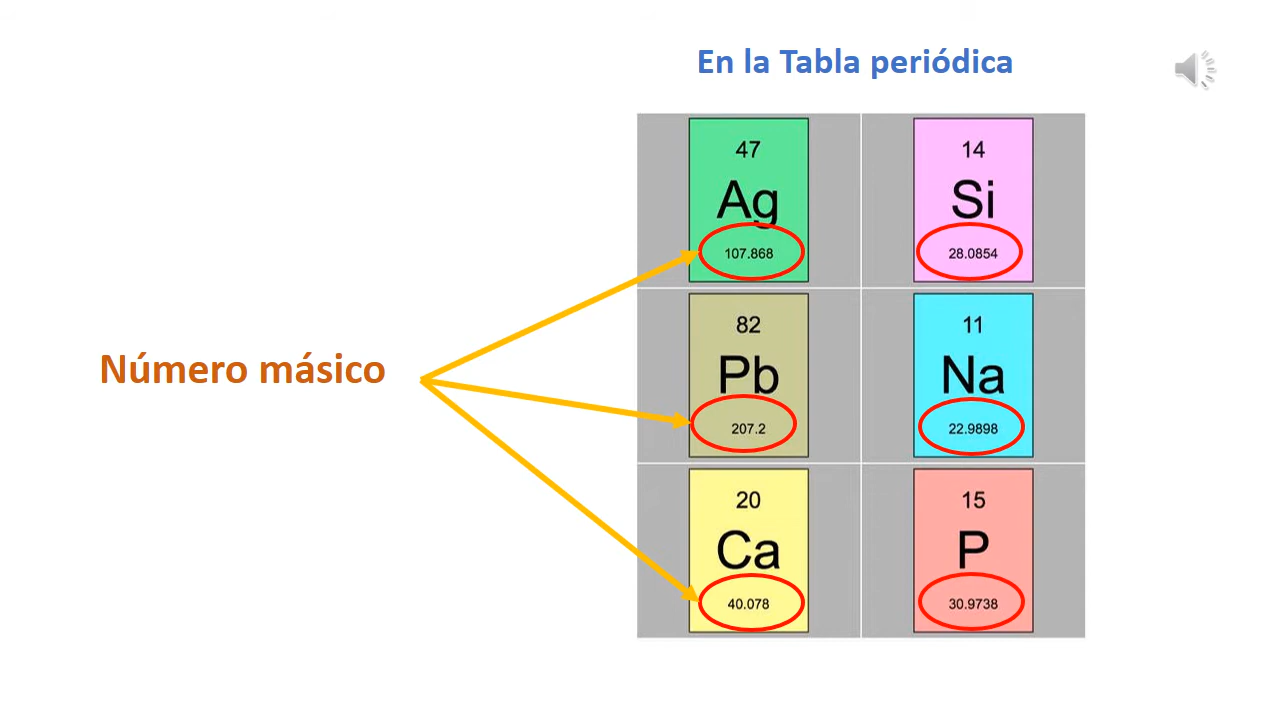 En la Tabla periódica
47
Ag
107.868
14
Si
28.0854
Número másico
82
Pb
207.2
11
Na
22.9898
20
Ca
40.078
15
P
30.9738